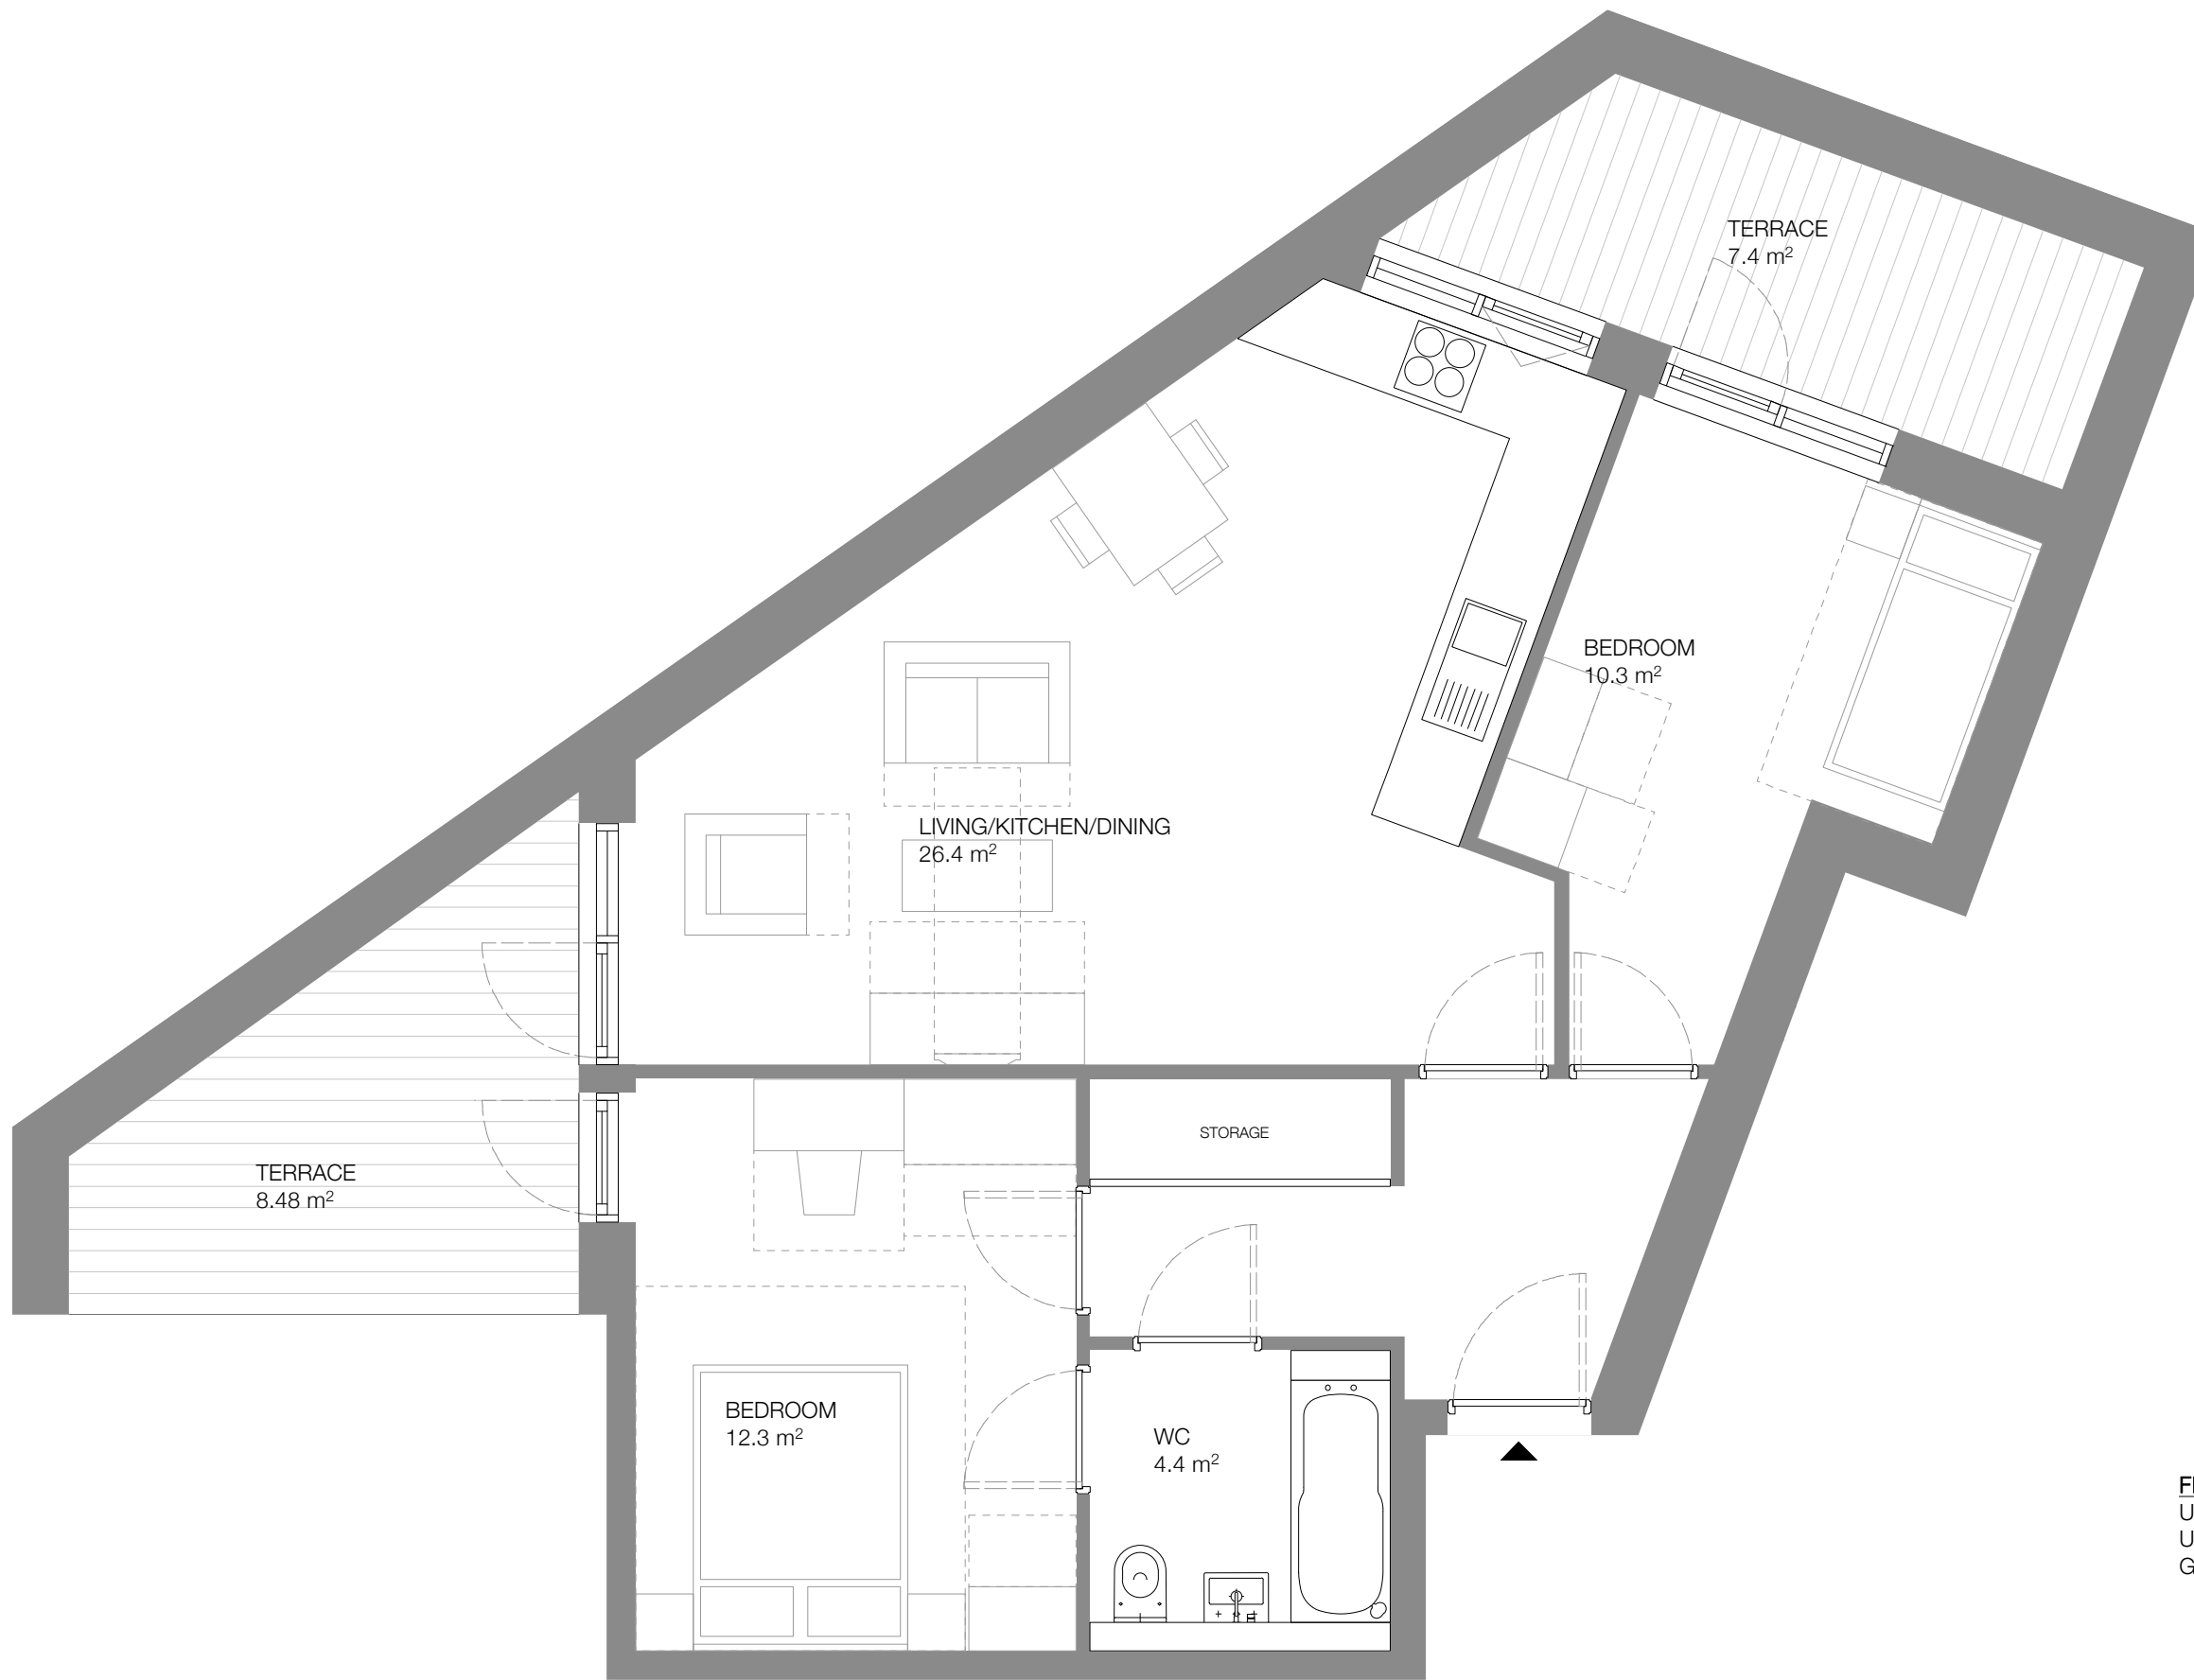 TERRACE
7.4 m²
BEDROOM
10.3 m²
LIVING/KITCHEN/DINING
26.4 m²
STORAGE
TERRACE
8.48 m²
BEDROOM
12.3 m²
WC
4.4 m²